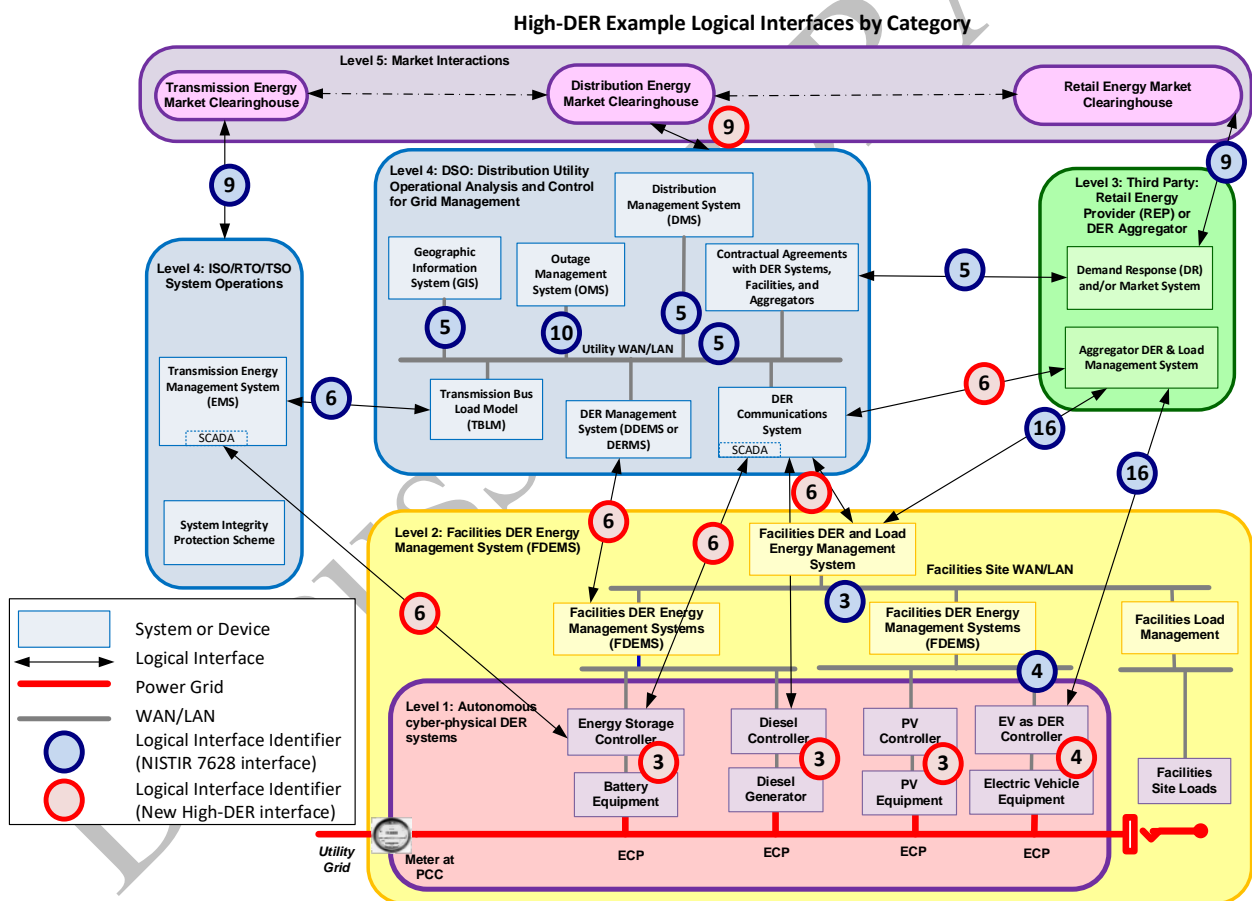 High-DER Example Logical Interfaces by Category
Level 5: Market Interactions
Transmission Energy
Market Clearinghouse
Distribution Energy
Market Clearinghouse
Retail Energy Market
Clearinghouse
9
9
9
Level 4: DSO: Distribution Utility
Operational Analysis and Control
for Grid Management
Distribution
Management System
(DMS)
Geographic
Information
System (GIS)
Outage
Management
System (OMS)
Contractual Agreements
with DER Systems,
Facilities, and
Aggregators
5
10
5
5
Utility WAN/LAN
Transmission Bus
Load Model
(TBLM)
DER Management
System (DDEMS or
DERMS)
DER
Communications
System
SCADA
Level 3: Third Party:
Retail Energy
Provider (REP) or
DER Aggregator
Demand Response (DR)
and/or Market System
Aggregator DER & Load
Management System
5
6
16
16
Level 4: ISO/RTO/TSO
System Operations
Transmission Energy
Management System
(EMS)
SCADA
System Integrity
Protection Scheme
6
6
6
6
6
Level 2: Facilities DER Energy
Management System (FDEMS)
Facilities DER and Load
Energy Management
System
Facilities Site WAN/LAN
3
Facilities DER Energy
Management Systems
(FDEMS)
Facilities DER Energy
Management Systems
(FDEMS)
Facilities Load
Management
4
Level 1: Autonomous
cyber-physical DER
systems
Energy Storage
Controller
Diesel
Controller
PV Controller
EV as DER
Controller
3
3
3
4
Battery
Equipment
Diesel
Generator
PV
Equipment
Electric Vehicle
Equipment
Facilities
Site Loads
ECP
ECP
ECP
ECP
Utility
Grid
Meter at
PCC
System or Device
Logical Interface
Power Grid
WAN/LAN
Logical Interface Identifier
(NISTIR 7628 interface)
Logical Interface Identifier
(New High-DER interface)